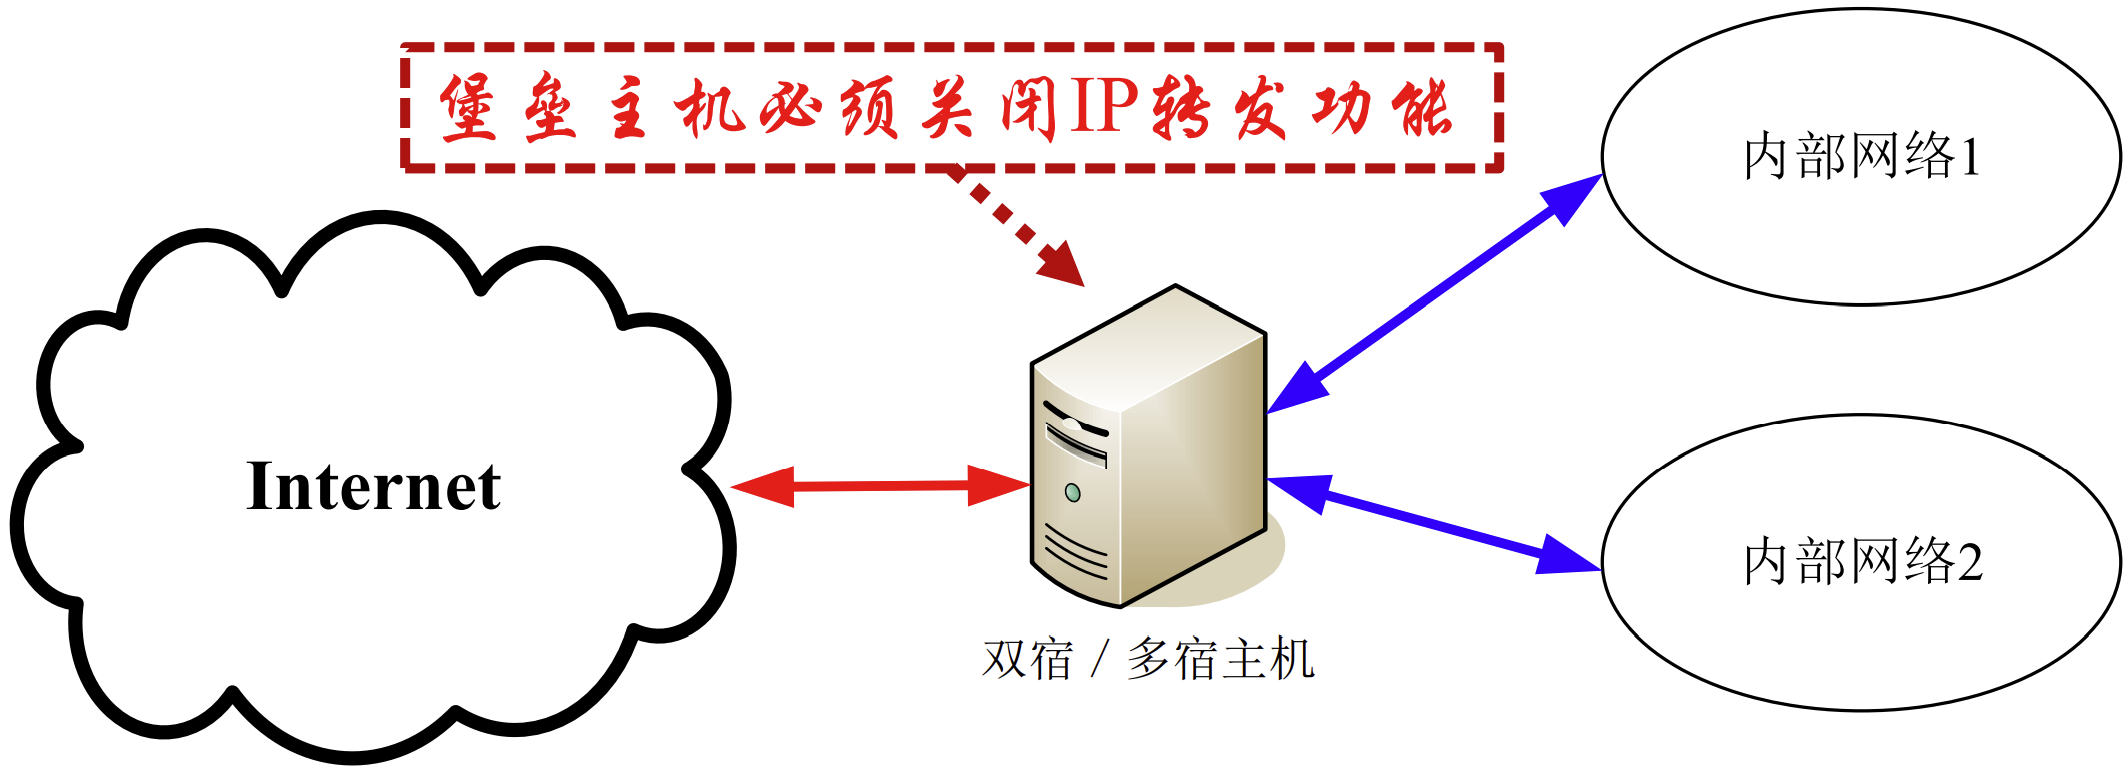 堡垒主机必须关闭IP转发功能
内部网络1
Internet
内部网络2
双宿 / 多宿主机